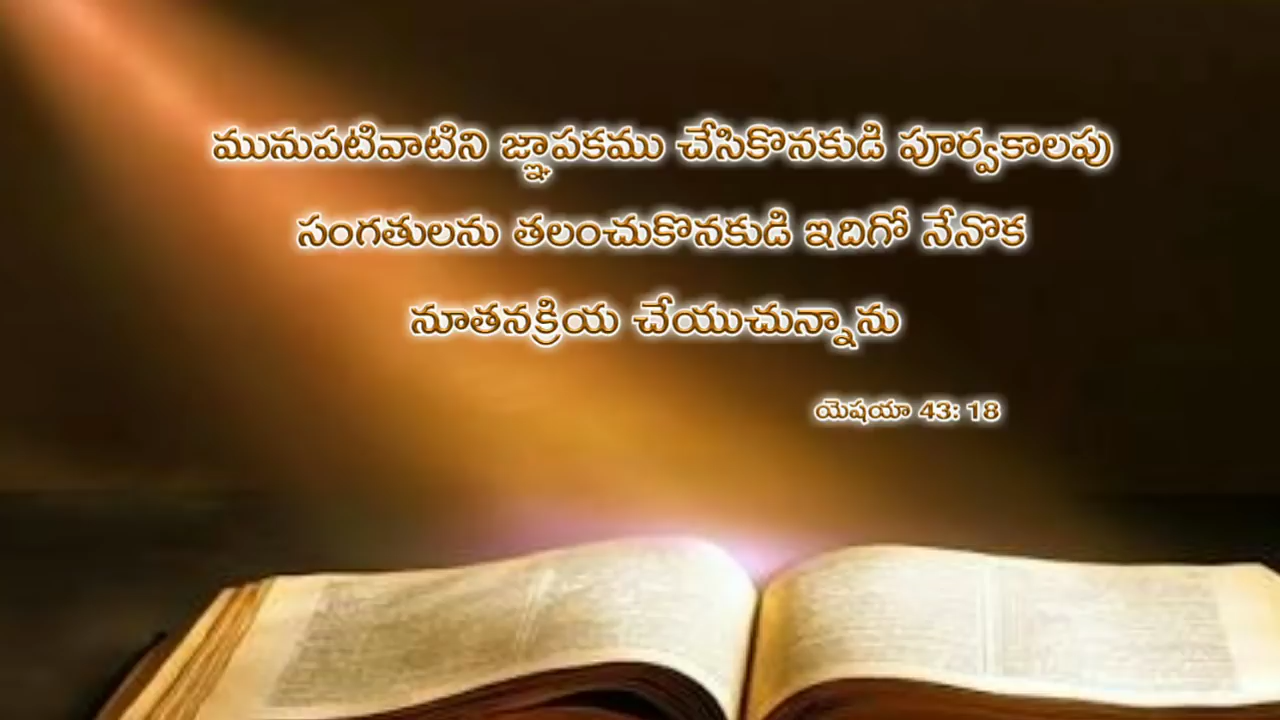 మునుపటివాటిని జ్ఞాపకము చేసికొనకుడి పూర్వకాలపు
సంగతులను తలంచుకొనకుడి ఇదిగో నేనొక
నూతనక్రియ చేయుచున్నాను
యెషయా 43: 18